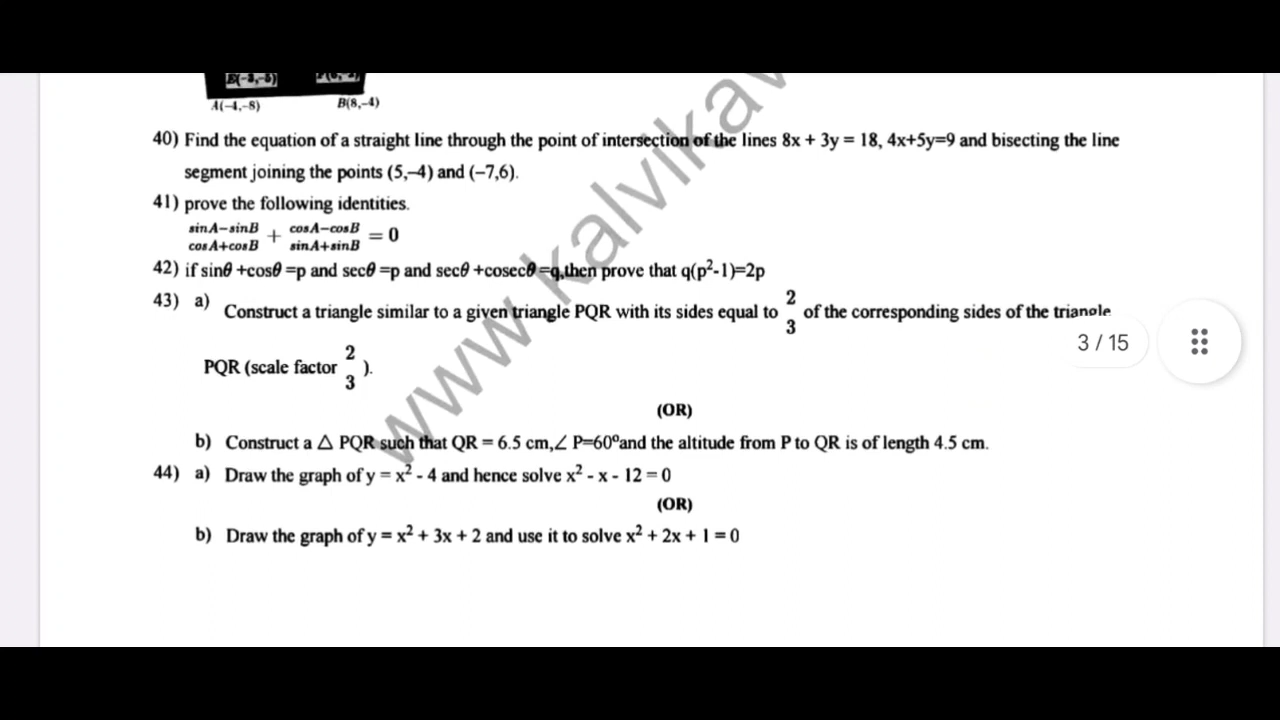 E(-3,-5) F(6,-2)
A(-4,-8) B(8,-4)
40) Find the equation of a straight line through the point of intersection of the lines 8x + 3y = 18, 4x+5y=9 and bisecting the line
segment joining the points (5,–4) and (–7,6).
41) prove the following identities.
sinA−sinB/cosA+cosB + cosA−cosB/sinA+sinB = 0
42) if sinθ +cosθ =p and secθ =p and secθ +cosecθ =q,then prove that q(p²-1)=2p
43) a) Construct a triangle similar to a given triangle PQR with its sides equal to 2/3 of the corresponding sides of the triangle
3 / 15
PQR (scale factor 2/3 ).
(OR)
b) Construct a △ PQR such that QR = 6.5 cm,∠ P=60⁰and the altitude from P to QR is of length 4.5 cm.
44) a) Draw the graph of y = x² - 4 and hence solve x² - x - 12 = 0
(OR)
b) Draw the graph of y = x² + 3x + 2 and use it to solve x² + 2x + 1 = 0
www.kalvikav